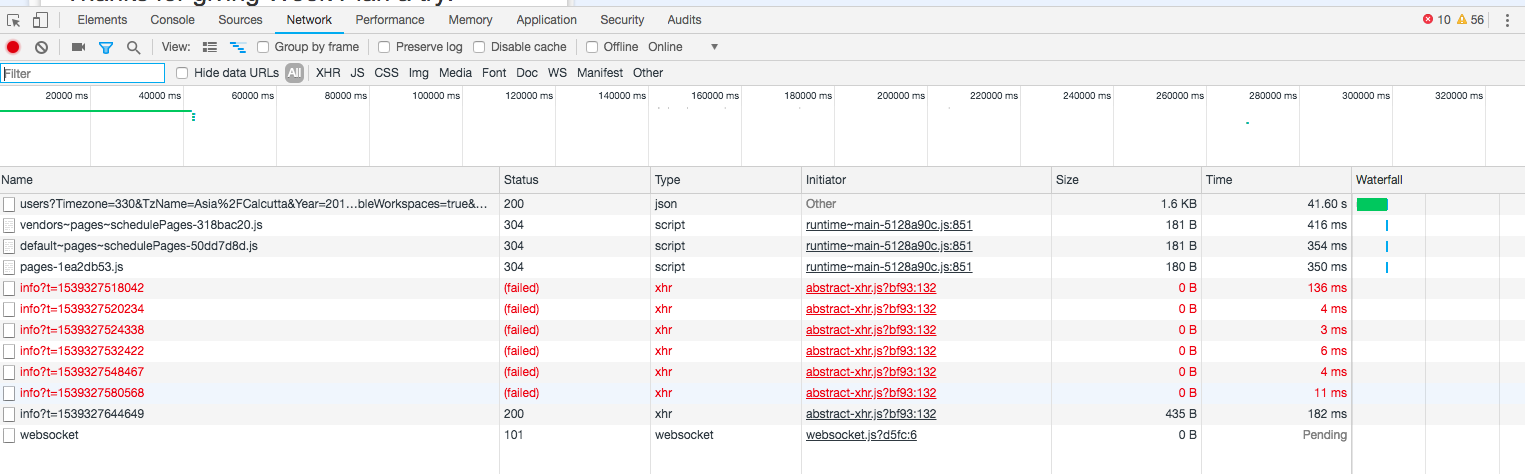 Thanks for giving Week Plan a try!
Elements Console Sources Network Performance Memory Application Security Audits 10 56
View: Group by frame Preserve log Disable cache Offline Online
Filter Hide data URLs All XHR JS CSS Img Media Font Doc WS Manifest Other
20000 ms 40000 ms 60000 ms 80000 ms 100000 ms 120000 ms 140000 ms 160000 ms 180000 ms 200000 ms 220000 ms 240000 ms 260000 ms 280000 ms 300000 ms 320000 ms
Name Status Type Initiator Size Time Waterfall
users?Timezone=330&TzName=Asia%2FCalcutta&Year=201…bleWorkspaces=true&… 200 json Other 1.6 KB 41.60 s
vendors~pages~schedulePages-318bac20.js 304 script runtime~main-5128a90c.js:851 181 B 416 ms
default~pages~schedulePages-50dd7d8d.js 304 script runtime~main-5128a90c.js:851 181 B 354 ms
pages-1ea2db53.js 304 script runtime~main-5128a90c.js:851 180 B 350 ms
info?t=1539327518042 (failed) xhr abstract-xhr.js?bf93:132 0 B 136 ms
info?t=1539327520234 (failed) xhr abstract-xhr.js?bf93:132 0 B 4 ms
info?t=1539327524338 (failed) xhr abstract-xhr.js?bf93:132 0 B 3 ms
info?t=1539327532422 (failed) xhr abstract-xhr.js?bf93:132 0 B 6 ms
info?t=1539327548467 (failed) xhr abstract-xhr.js?bf93:132 0 B 4 ms
info?t=1539327580568 (failed) xhr abstract-xhr.js?bf93:132 0 B 11 ms
info?t=1539327644649 200 xhr abstract-xhr.js?bf93:132 435 B 182 ms
websocket 101 websocket websocket.js?d5fc:6 0 B Pending